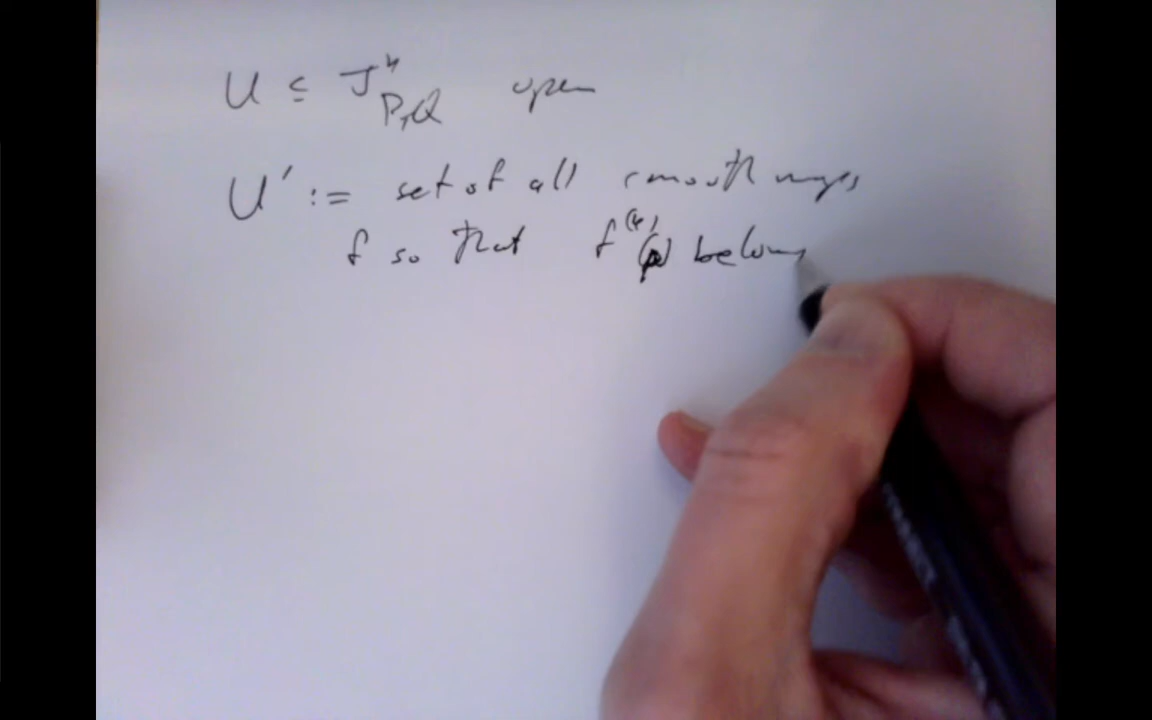 U ⊆ J^k_{P,Q} open
U' := set of all smooth maps
f so that f^{(k)}(p) belongs